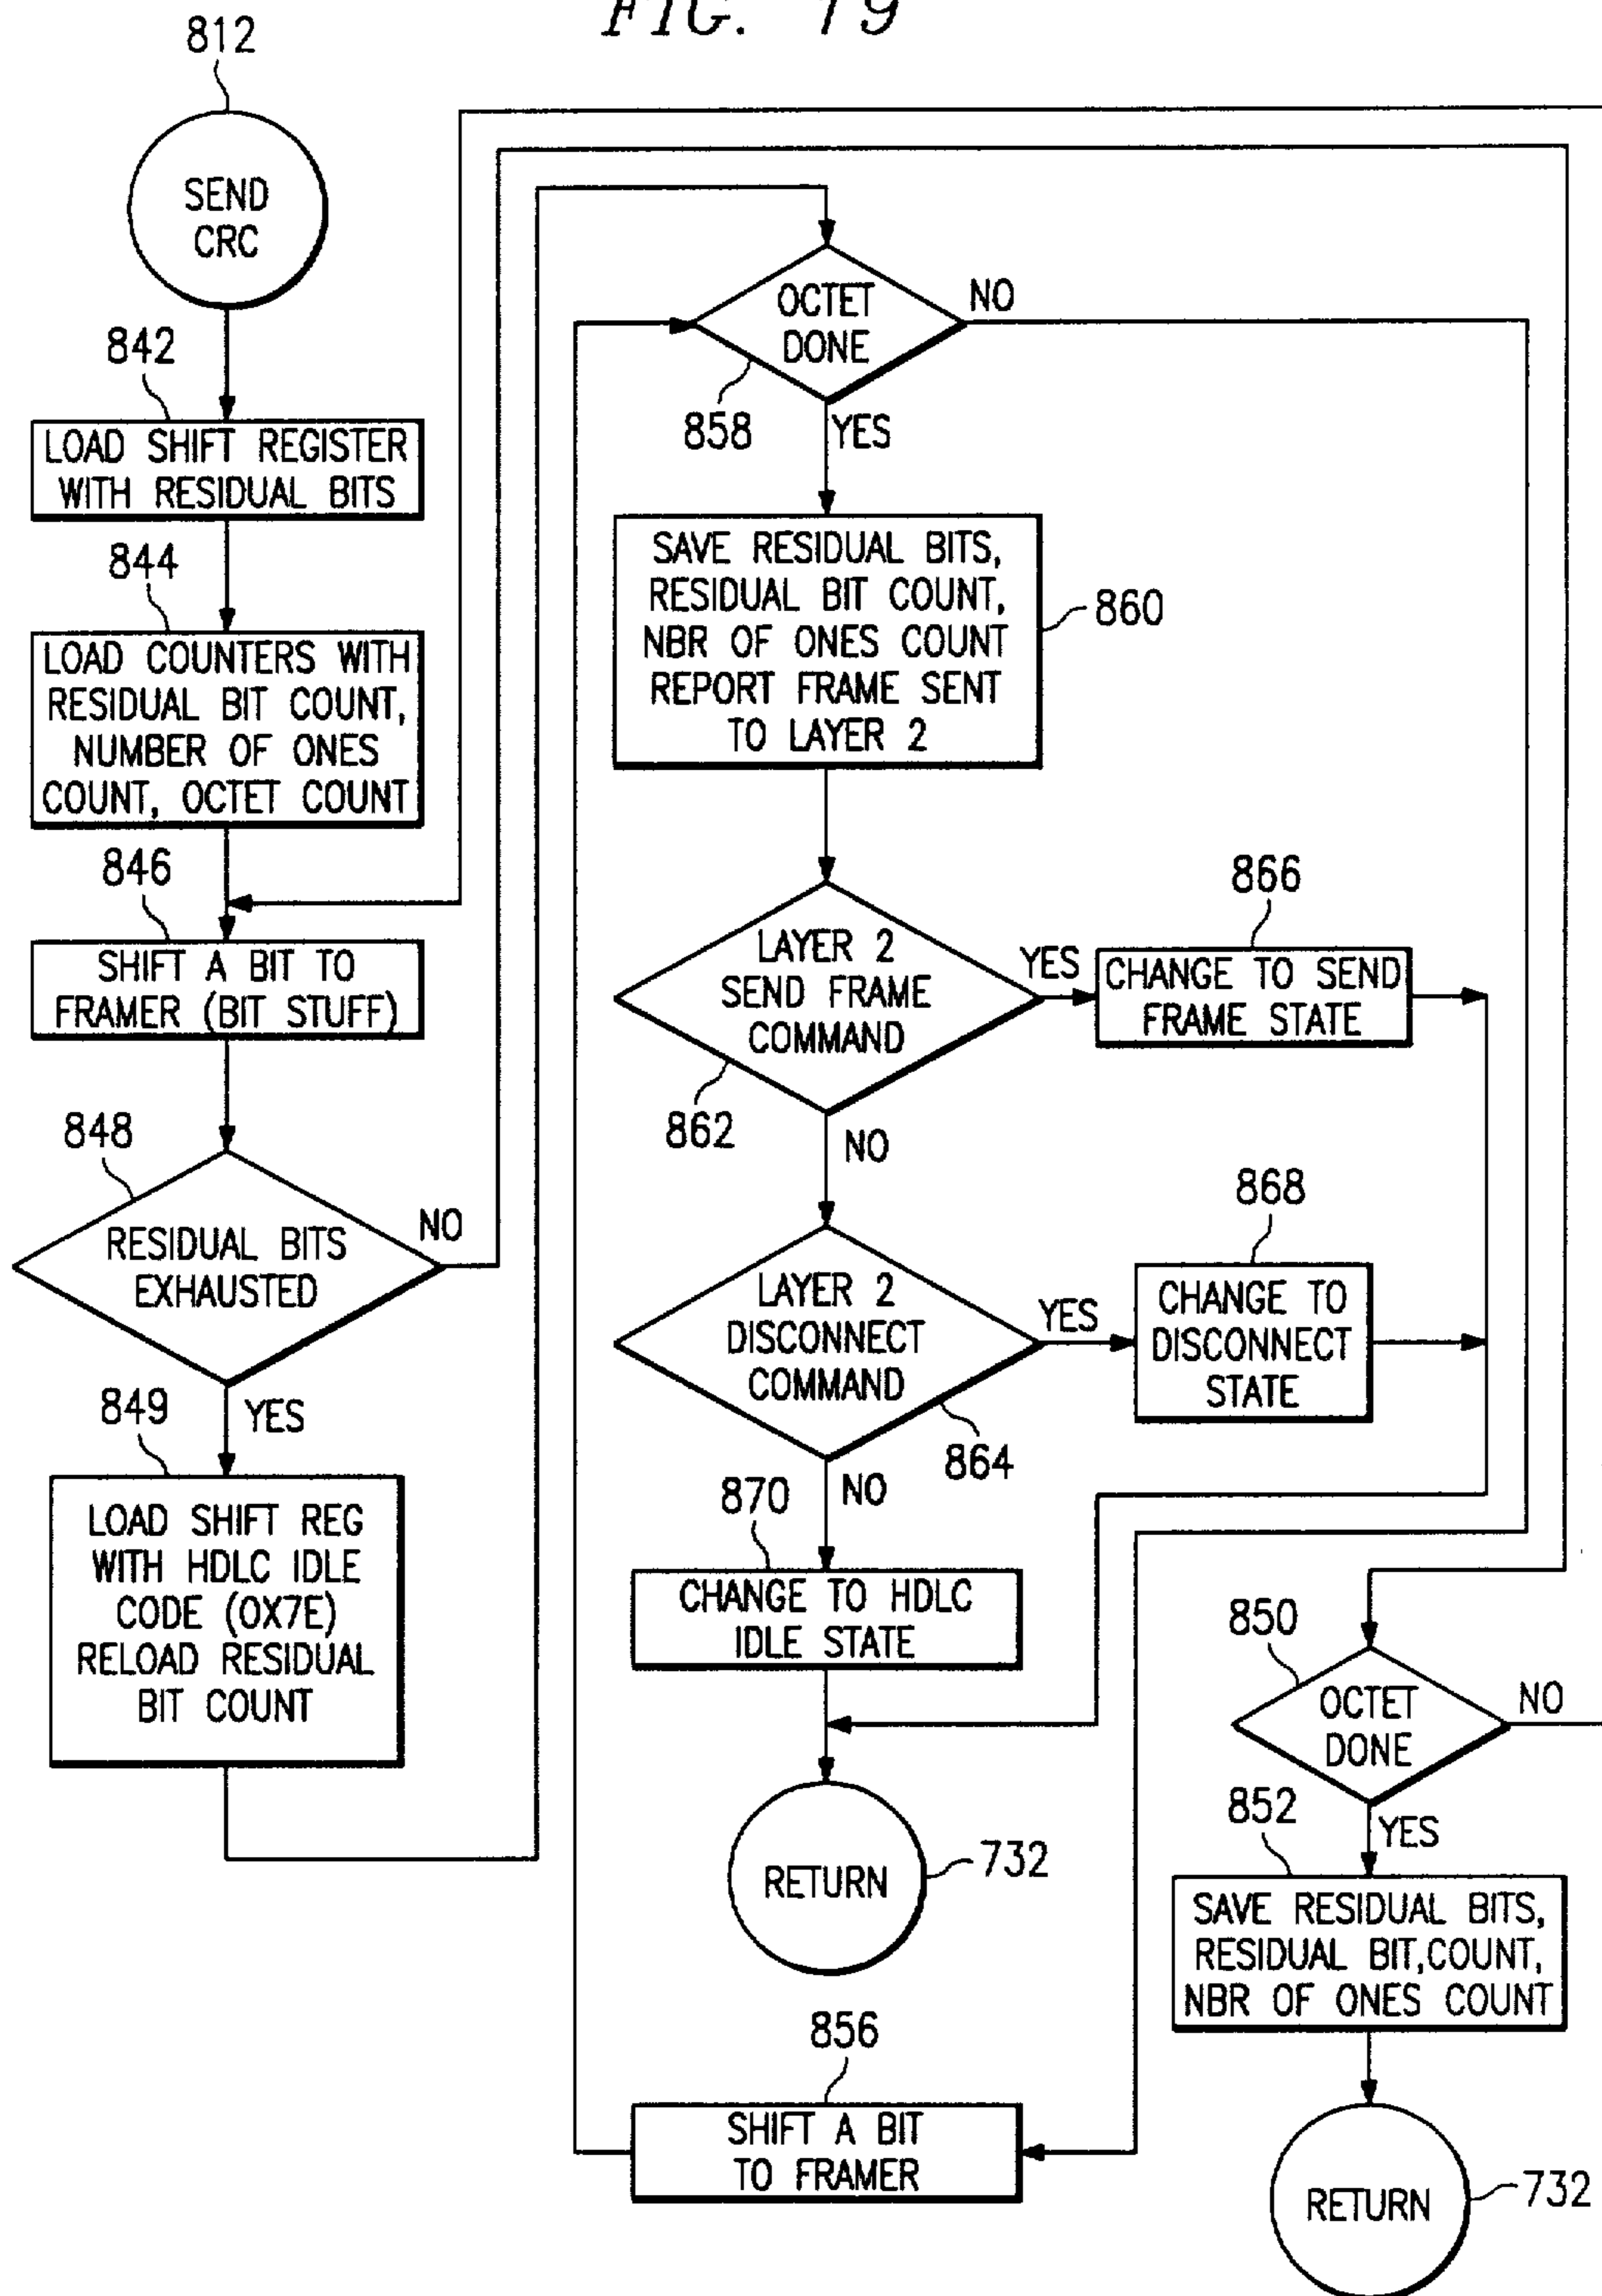 FIG. 79
812
SEND
CRC
842
LOAD SHIFT REGISTER
WITH RESIDUAL BITS
844
LOAD COUNTERS WITH
RESIDUAL BIT COUNT,
NUMBER OF ONES
COUNT, OCTET COUNT
846
SHIFT A BIT TO
FRAMER (BIT STUFF)
848
RESIDUAL BITS
EXHAUSTED
NO
YES
849
LOAD SHIFT REG
WITH HDLC IDLE
CODE (0X7E)
RELOAD RESIDUAL
BIT COUNT
OCTET
DONE
NO
858
YES
SAVE RESIDUAL BITS,
RESIDUAL BIT COUNT,
NBR OF ONES COUNT
REPORT FRAME SENT
TO LAYER 2
860
LAYER 2
SEND FRAME
COMMAND
862
YES
NO
866
CHANGE TO SEND
FRAME STATE
LAYER 2
DISCONNECT
COMMAND
864
YES
NO
868
CHANGE TO
DISCONNECT
STATE
870
CHANGE TO HDLC
IDLE STATE
RETURN
732
856
SHIFT A BIT
TO FRAMER
850
OCTET
DONE
NO
YES
852
SAVE RESIDUAL BITS,
RESIDUAL BIT,COUNT,
NBR OF ONES COUNT
RETURN
732